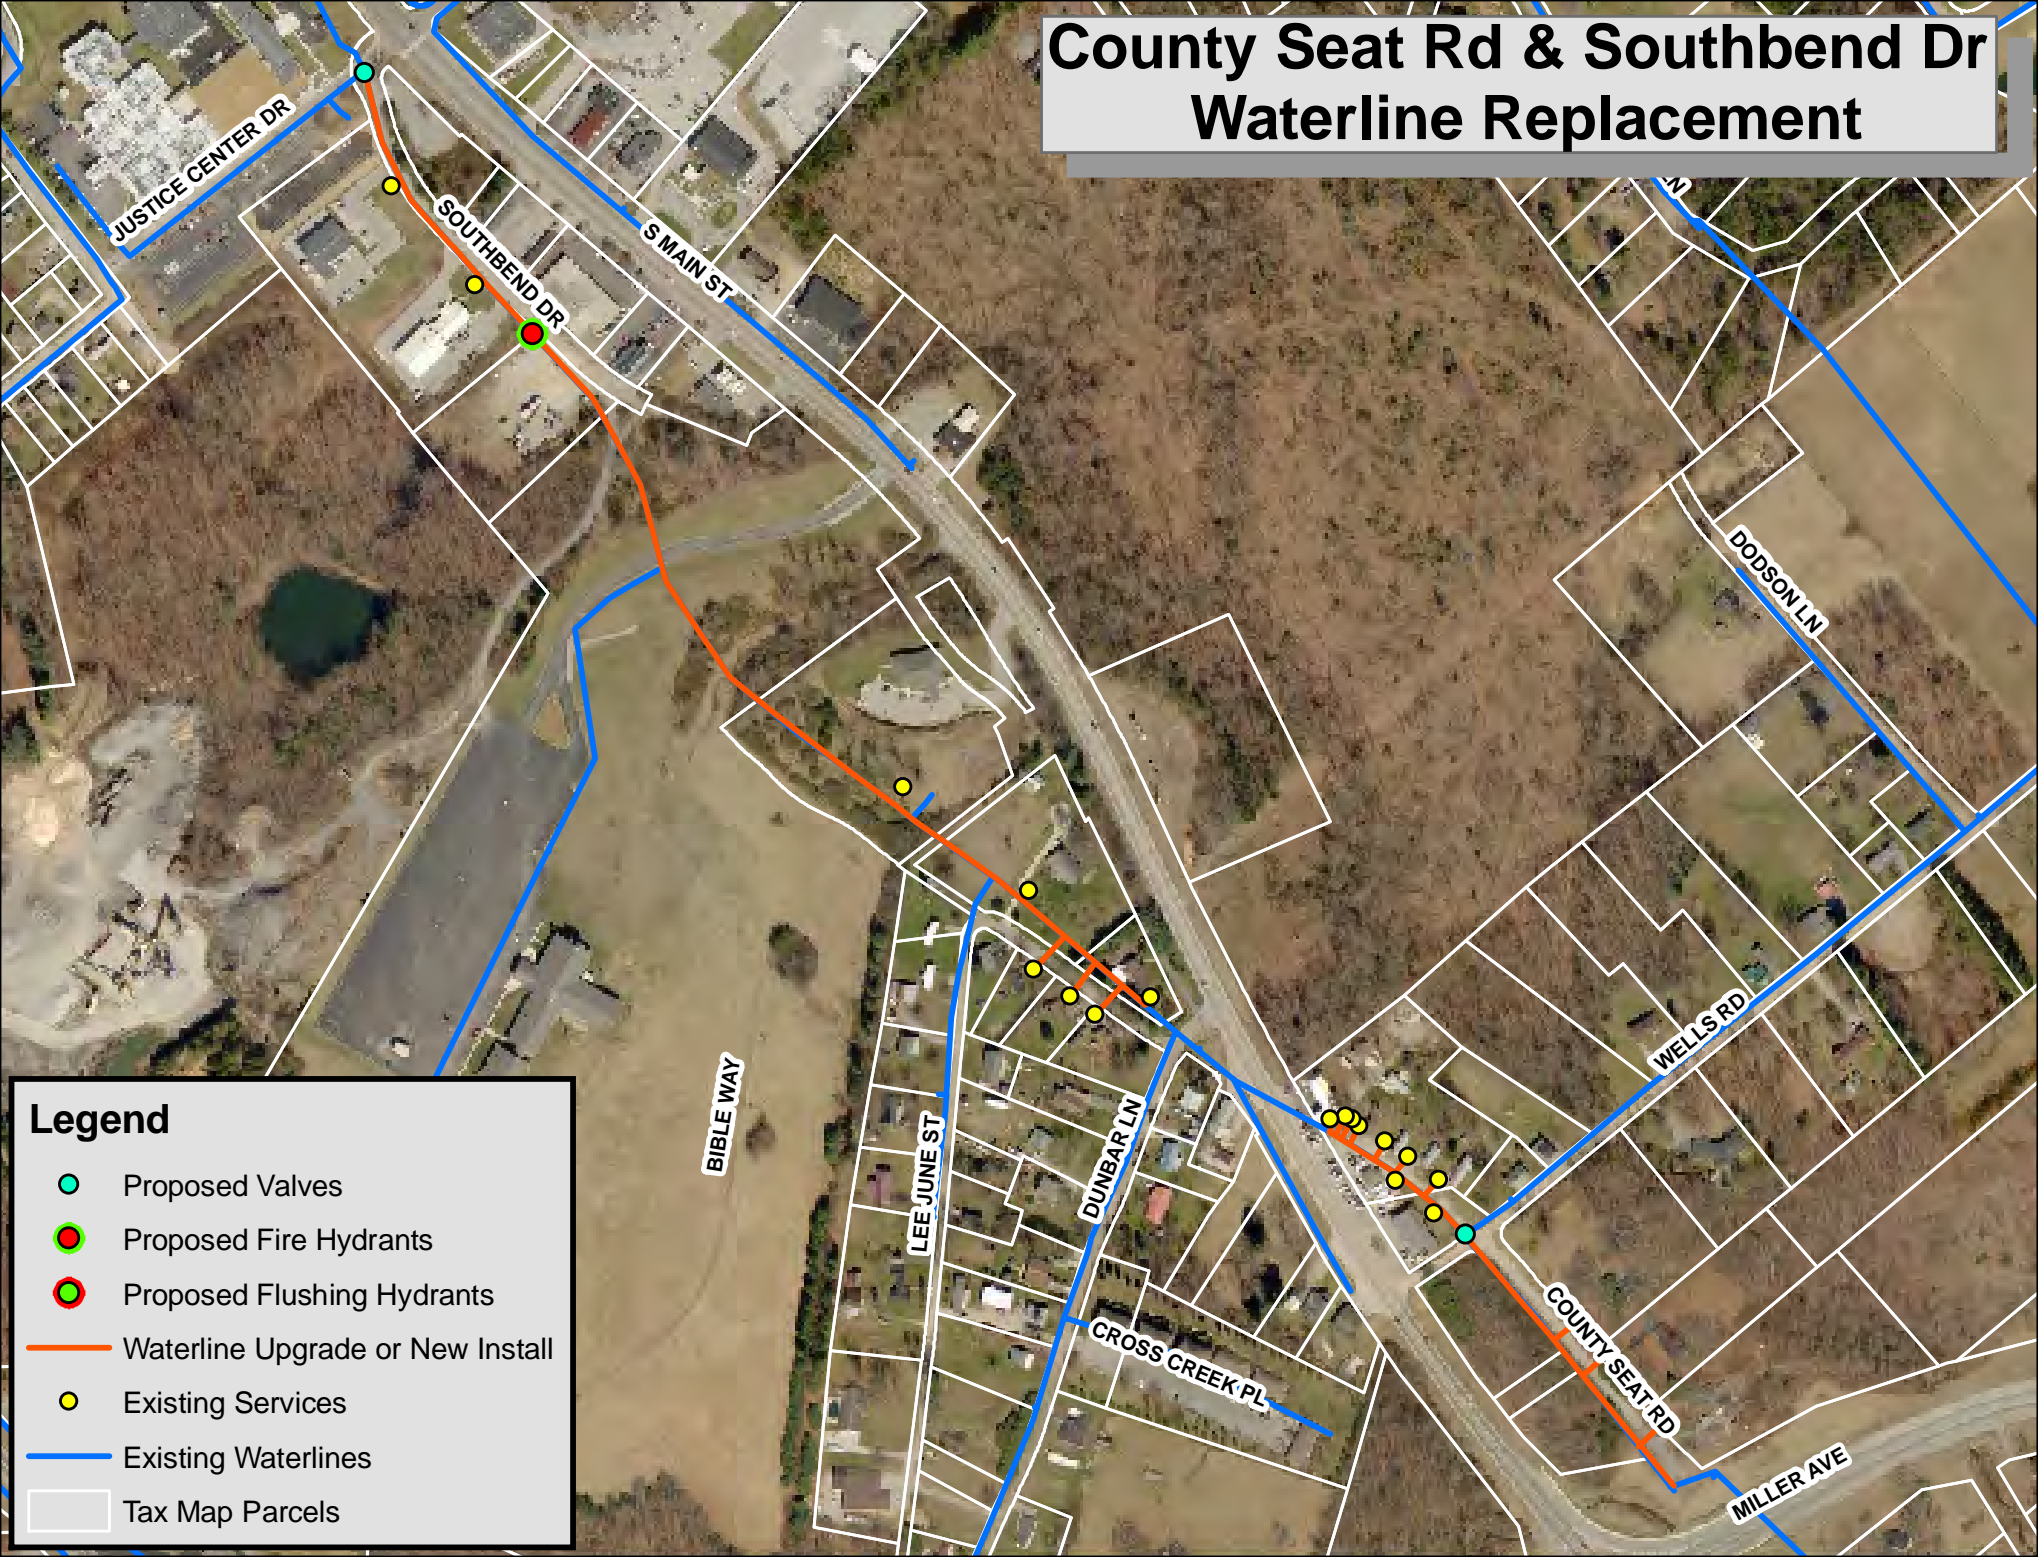 County Seat Rd & Southbend Dr
Waterline Replacement
LN
JUSTICE CENTER DR
SOUTHBEND DR
S MAIN ST
DODSON LN
WELLS RD
BIBLE WAY
LEE JUNE ST
DUNBAR LN
CROSS CREEK PL
COUNTY SEAT RD
MILLER AVE
Legend
Proposed Valves
Proposed Fire Hydrants
Proposed Flushing Hydrants
Waterline Upgrade or New Install
Existing Services
Existing Waterlines
Tax Map Parcels